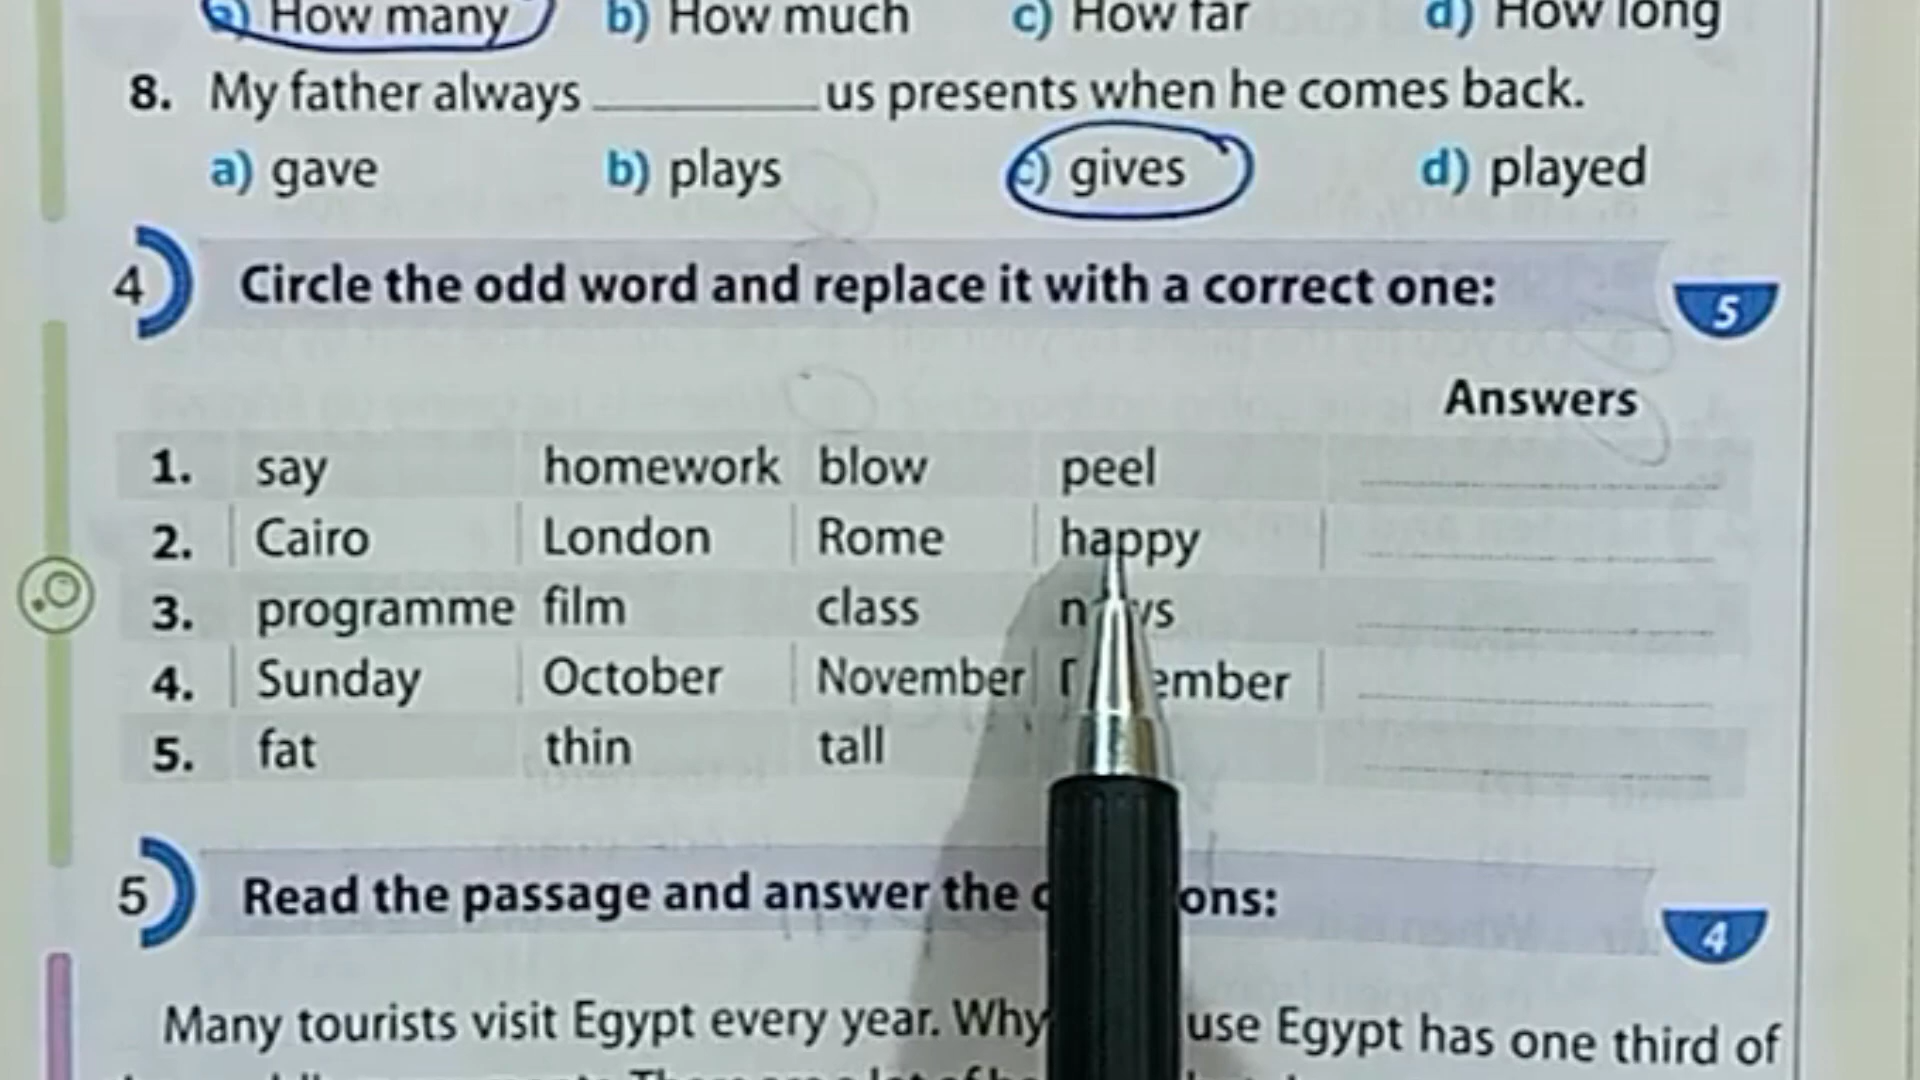 a) How many b) How much c) How far d) How long
8. My father always ________ us presents when he comes back.
a) gave b) plays c) gives d) played
4 Circle the odd word and replace it with a correct one: 5
Answers
1. say homework blow peel
2. Cairo London Rome happy
3. programme film class
4. Sunday October November
5. fat thin tall
5 Read the passage and answer the 4
Many tourists visit Egypt every year. Why Egypt has one third of